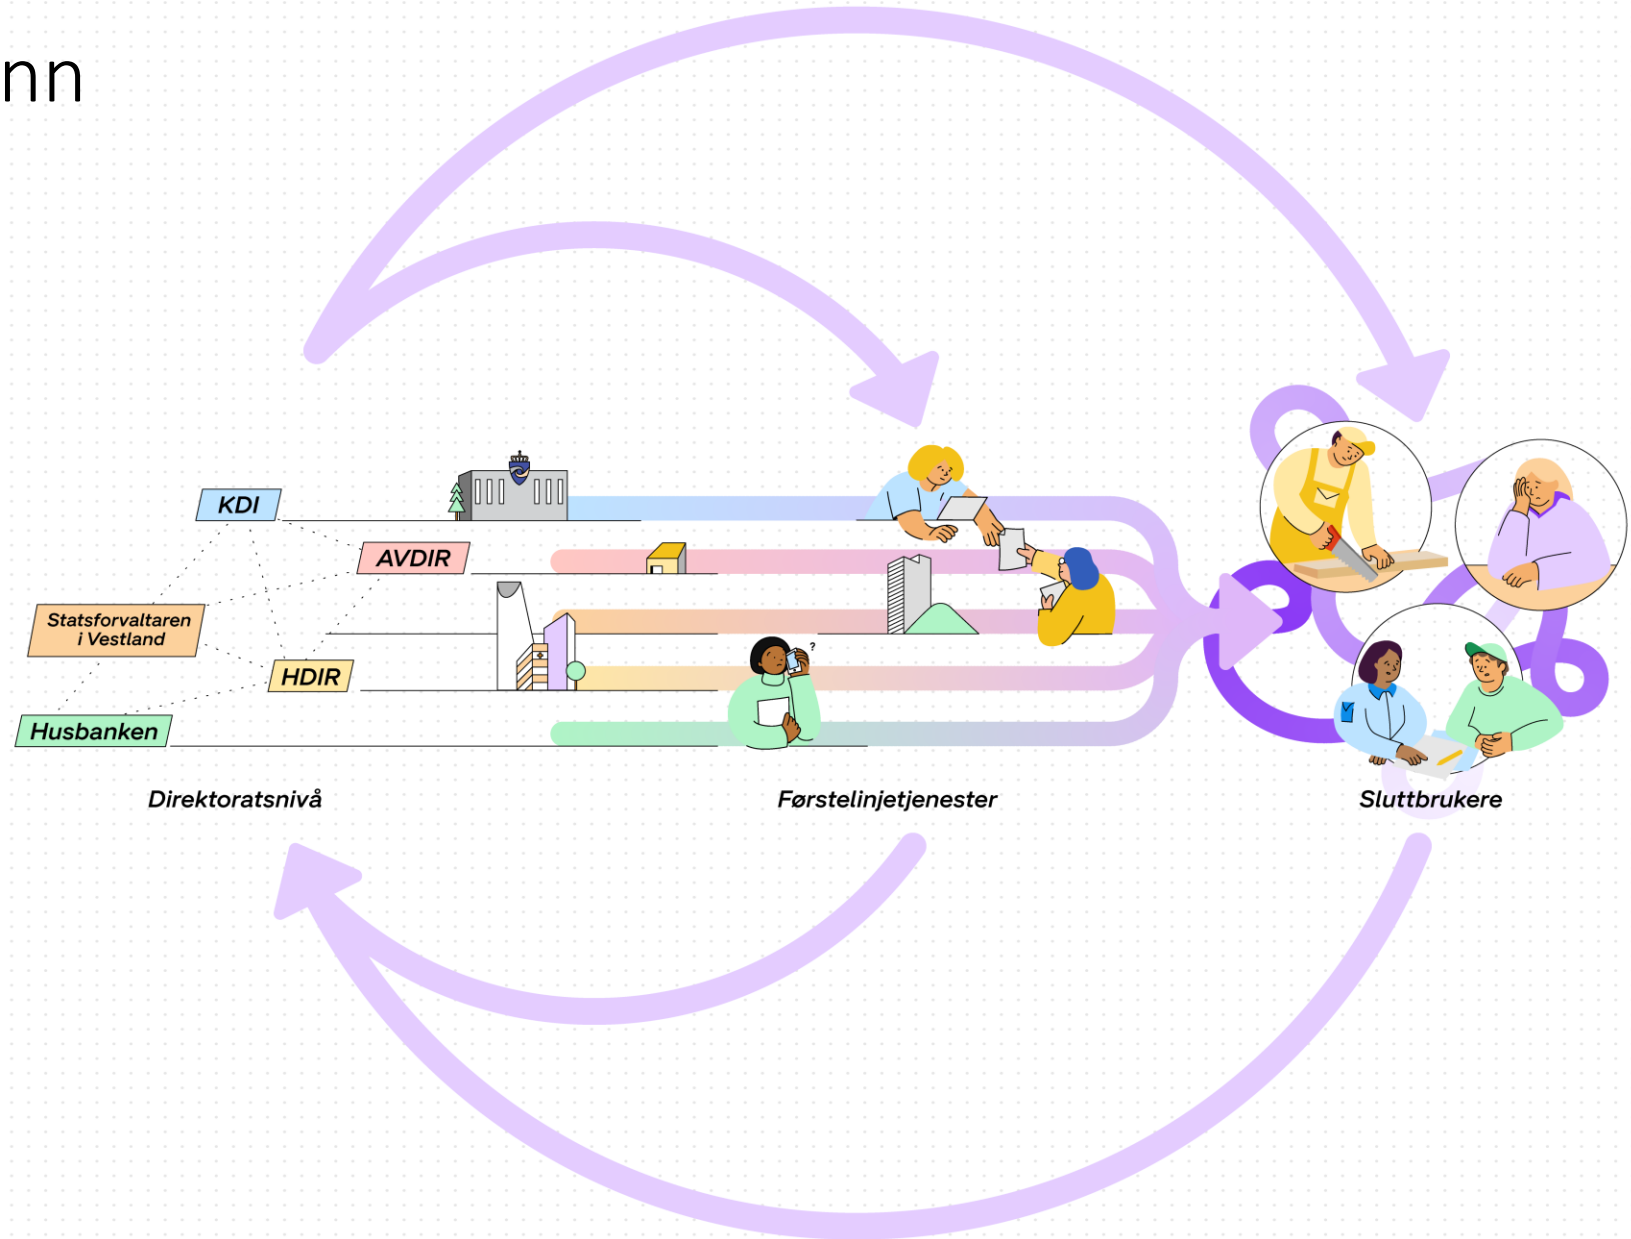 nn
KDI
AVDIR
Statsforvaltaren
i Vestland
HDIR
Husbanken
?
Direktoratsnivå
Førstelinjetjenester
Sluttbrukere